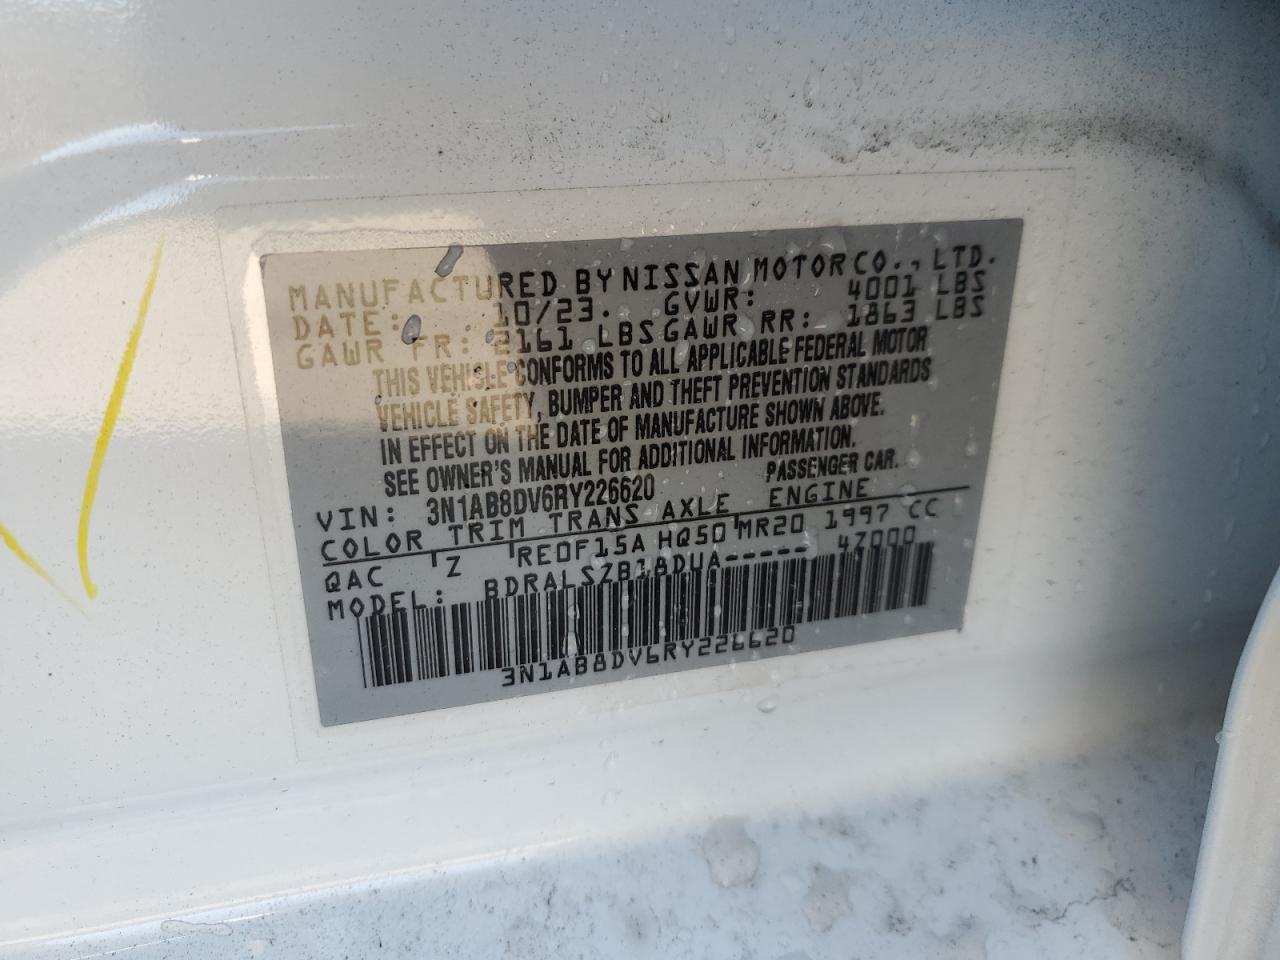 MANUFACTURED BY NISSAN MOTOR CO., LTD.
DATE: 10/23. GVWR: 4001 LBS
GAWR FR: 2161 LBS GAWR RR: 1863 LBS
THIS VEHICLE CONFORMS TO ALL APPLICABLE FEDERAL MOTOR
VEHICLE SAFETY, BUMPER AND THEFT PREVENTION STANDARDS
IN EFFECT ON THE DATE OF MANUFACTURE SHOWN ABOVE.
SEE OWNER'S MANUAL FOR ADDITIONAL INFORMATION.
VIN: 3N1AB8DV6RY226620 PASSENGER CAR.
COLOR TRIM TRANS AXLE ENGINE
QAC Z RE0F15A HQ50 MR20 1997 CC
MODEL: BDRALSZB18DUA----- 4Z000
3N1AB8DV6RY226620